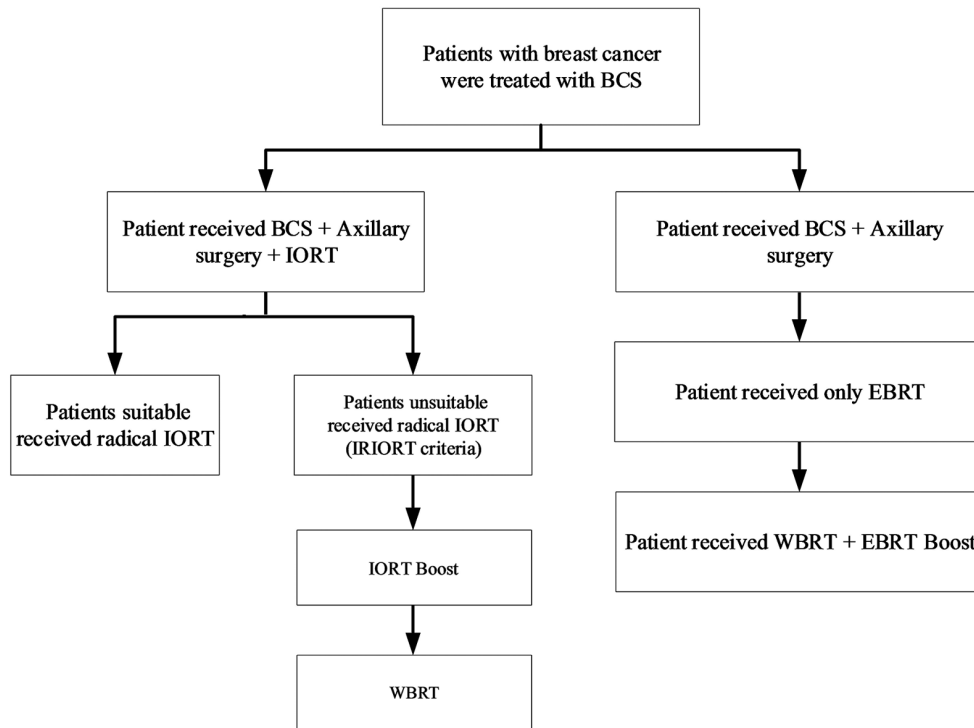 Patients with breast cancer
were treated with BCS
Patient received BCS + Axillary
surgery + IORT
Patient received BCS + Axillary
surgery
Patients suitable
received radical IORT
Patients unsuitable
received radical IORT
(IRIORT criteria)
Patient received only EBRT
IORT Boost
Patient received WBRT + EBRT Boost
WBRT